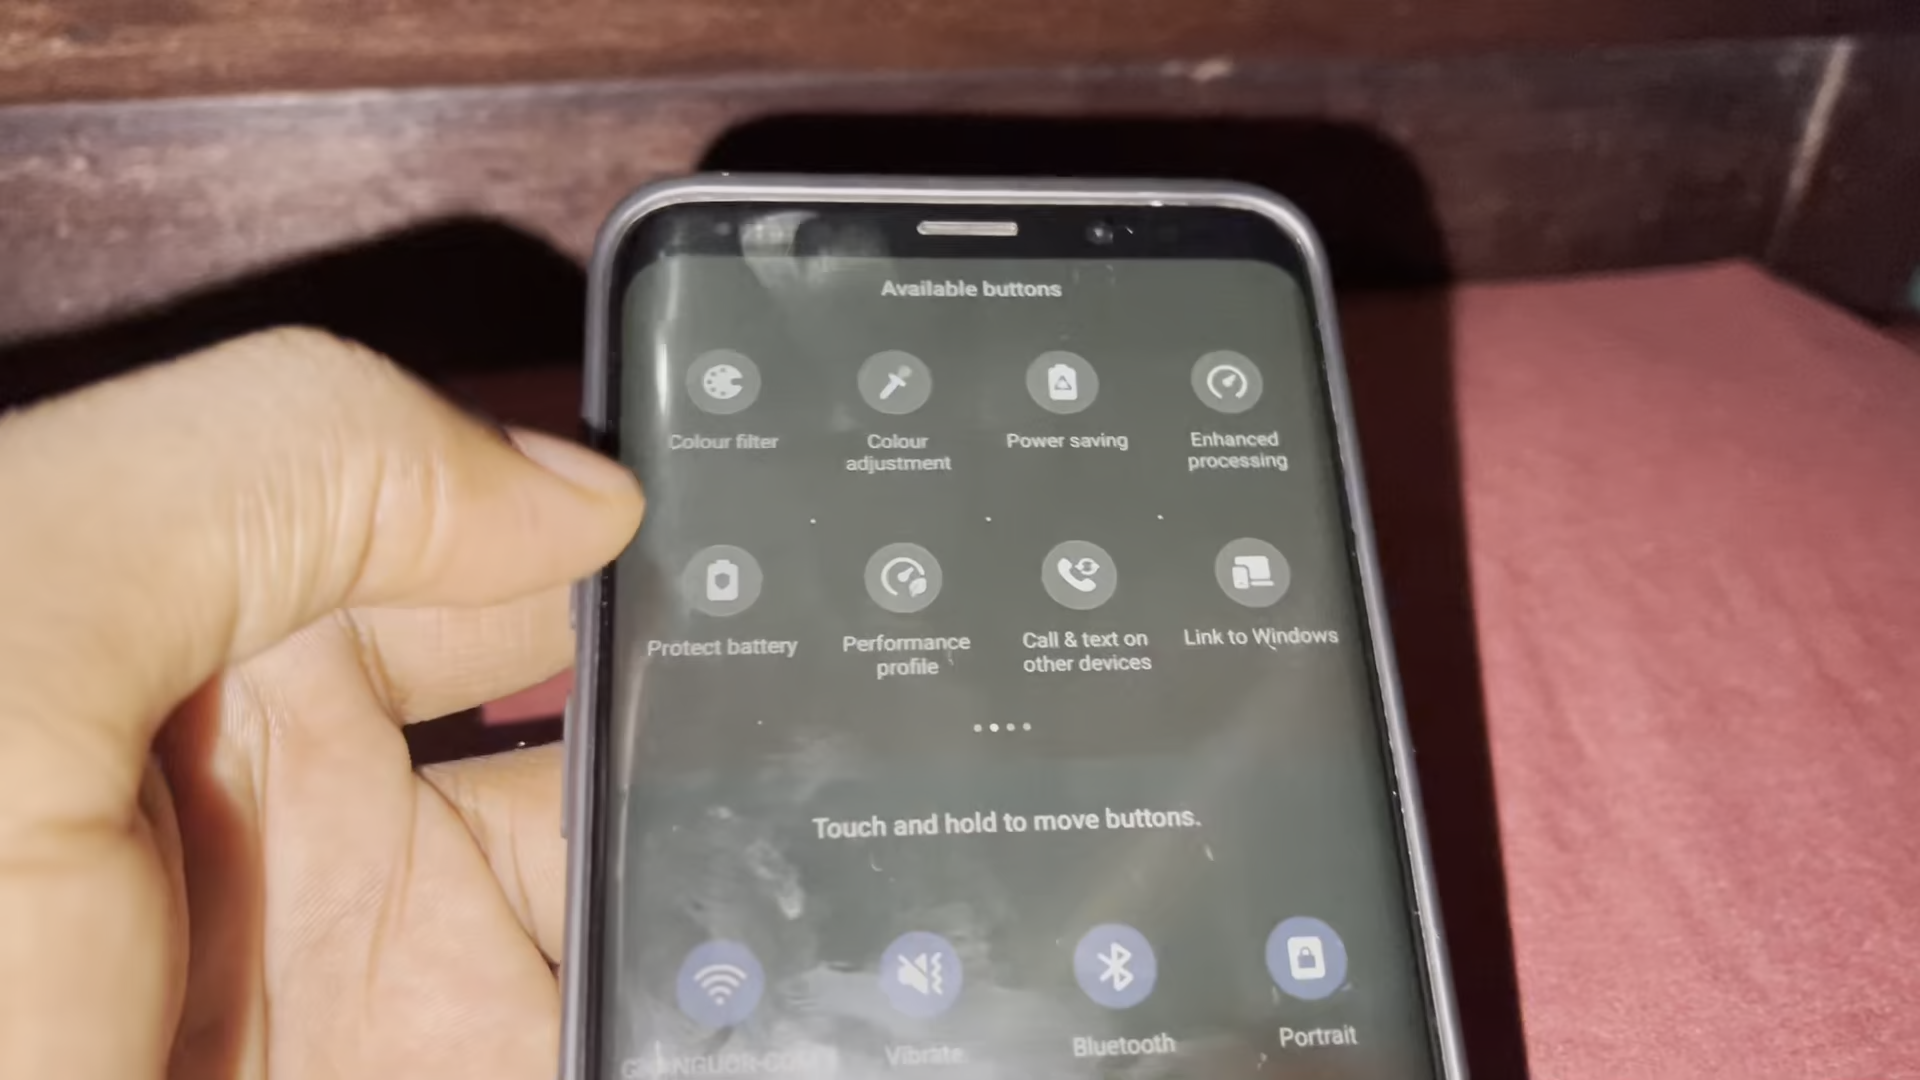 Available buttons
Colour filter
Colour
adjustment
Power saving
Enhanced
processing
Protect battery
Performance
profile
Call & text on
other devices
Link to Windows
Touch and hold to move buttons.
Vibrate
Bluetooth
Portrait